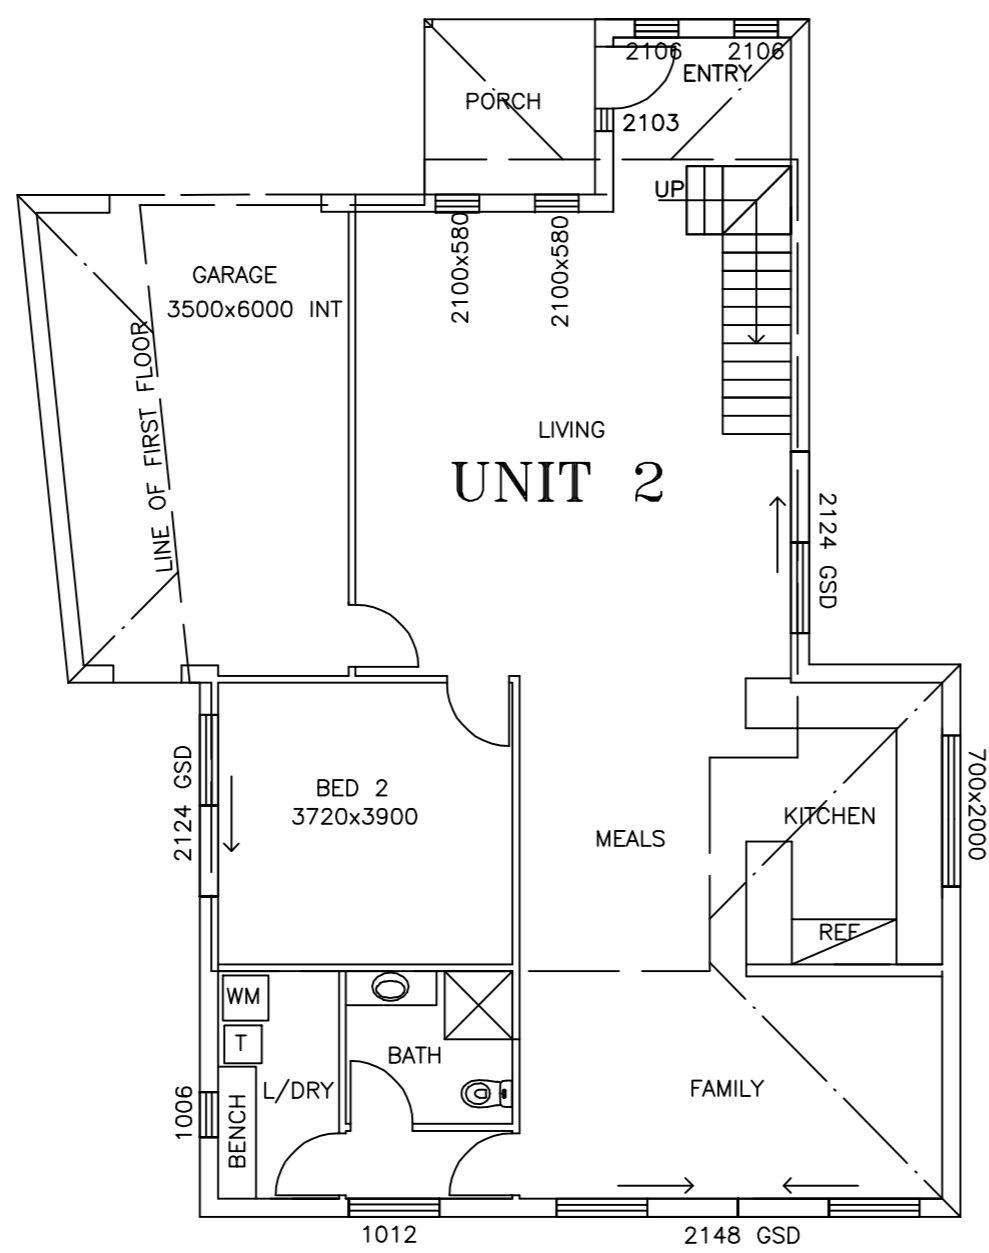 2106
2106
ENTRY
PORCH
2103
UP
2100x580
2100x580
GARAGE
3500x6000 INT
LINE OF FIRST FLOOR
LIVING
UNIT 2
2124 GSD
2124 GSD
BED 2
3720x3900
MEALS
KITCHEN
700x2000
REF
WM
T
BATH
L/DRY
BENCH
1006
FAMILY
1012
2148 GSD